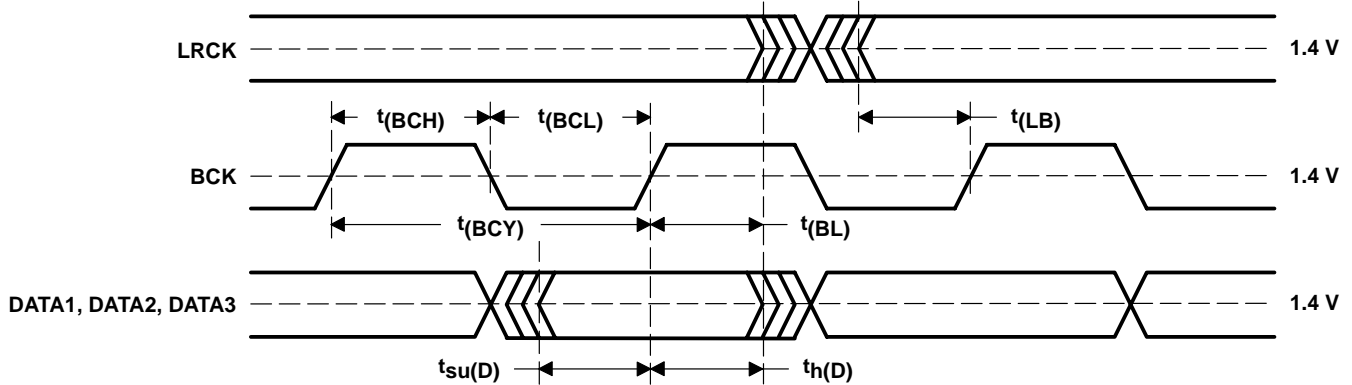 LRCK
1.4 V
t(BCH)
t(BCL)
t(LB)
BCK
1.4 V
t(BCY)
t(BL)
DATA1, DATA2, DATA3
1.4 V
tsu(D)
th(D)